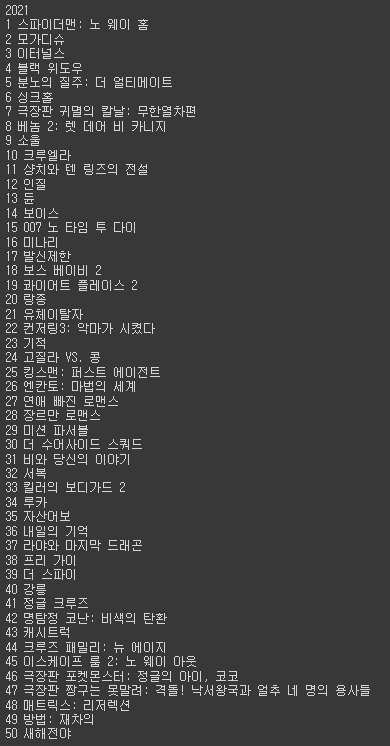 2021
1 스파이더맨: 노 웨이 홈
2 모가디슈
3 이터널스
4 블랙 위도우
5 분노의 질주: 더 얼티메이트
6 싱크홀
7 극장판 귀멸의 칼날: 무한열차편
8 베놈 2: 렛 데어 비 카니지
9 소울
10 크루엘라
11 샹치와 텐 링즈의 전설
12 인질
13 듄
14 보이스
15 007 노 타임 투 다이
16 미나리
17 발신제한
18 보스 베이비 2
19 콰이어트 플레이스 2
20 랑종
21 유체이탈자
22 컨저링3: 악마가 시켰다
23 기적
24 고질라 VS. 콩
25 킹스맨: 퍼스트 에이전트
26 엔칸토: 마법의 세계
27 연애 빠진 로맨스
28 장르만 로맨스
29 미션 파서블
30 더 수어사이드 스쿼드
31 비와 당신의 이야기
32 서복
33 킬러의 보디가드 2
34 루카
35 자산어보
36 내일의 기억
37 라야와 마지막 드래곤
38 프리 가이
39 더 스파이
40 강릉
41 정글 크루즈
42 명탐정 코난: 비색의 탄환
43 캐시트럭
44 크루즈 패밀리: 뉴 에이지
45 이스케이프 룸 2: 노 웨이 아웃
46 극장판 포켓몬스터: 정글의 아이, 코코
47 극장판 짱구는 못말려: 격돌! 낙서왕국과 얼추 네 명의 용사들
48 매트릭스: 리저렉션
49 방법: 재차의
50 새해전야